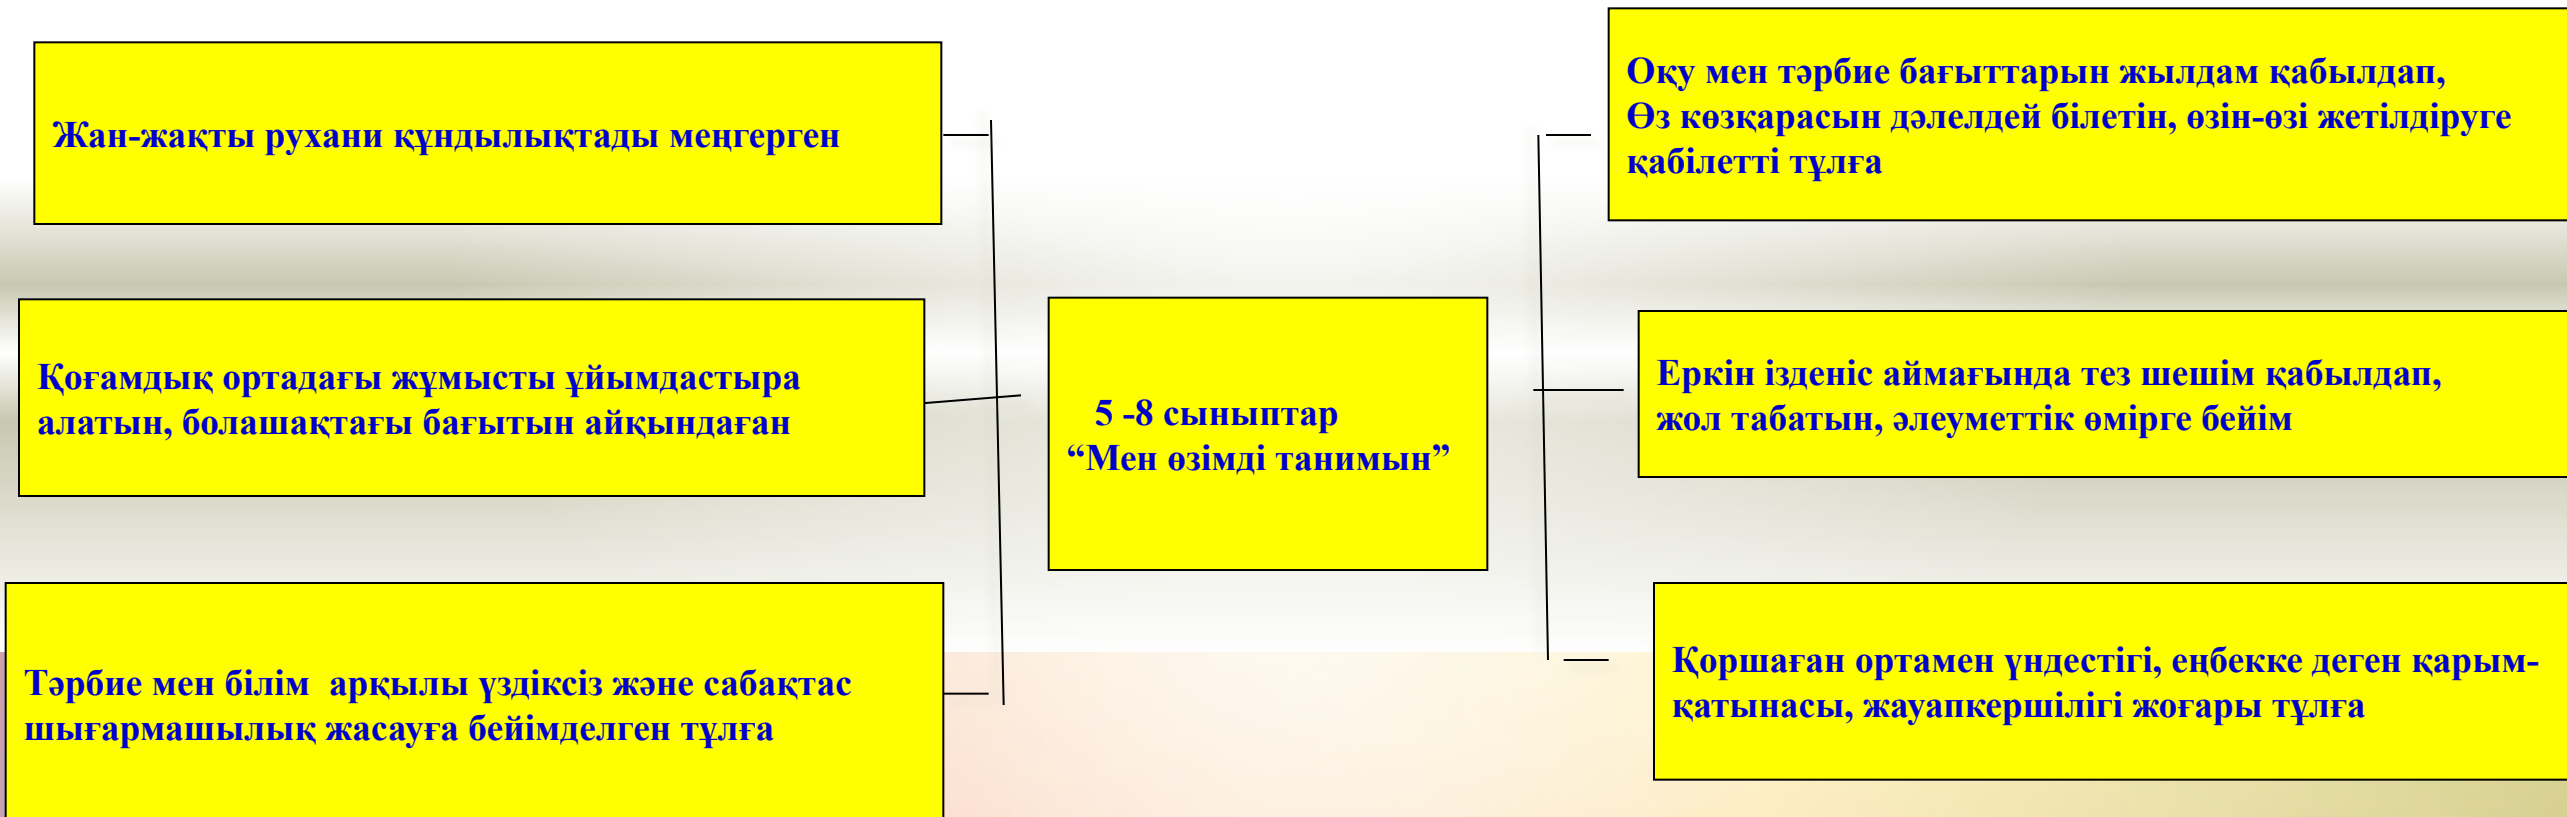 Жан-жақты рухани құндылықтады меңгерген
Қоғамдық ортадағы жұмысты ұйымдастыра
алатын, болашақтағы бағытын айқындаған
Тәрбие мен білім  арқылы үздіксіз және сабақтас
шығармашылық жасауға бейімделген тұлға
5 -8 сыныптар
“Мен өзімді танимын”
Оқу мен тәрбие бағыттарын жылдам қабылдап,
Өз көзқарасын дәлелдей білетін, өзін-өзі жетілдіруге
қабілетті тұлға
Еркін ізденіс аймағында тез шешім қабылдап,
жол табатын, әлеуметтік өмірге бейім
Қоршаған ортамен үндестігі, еңбекке деген қарым-
қатынасы, жауапкершілігі жоғары тұлға